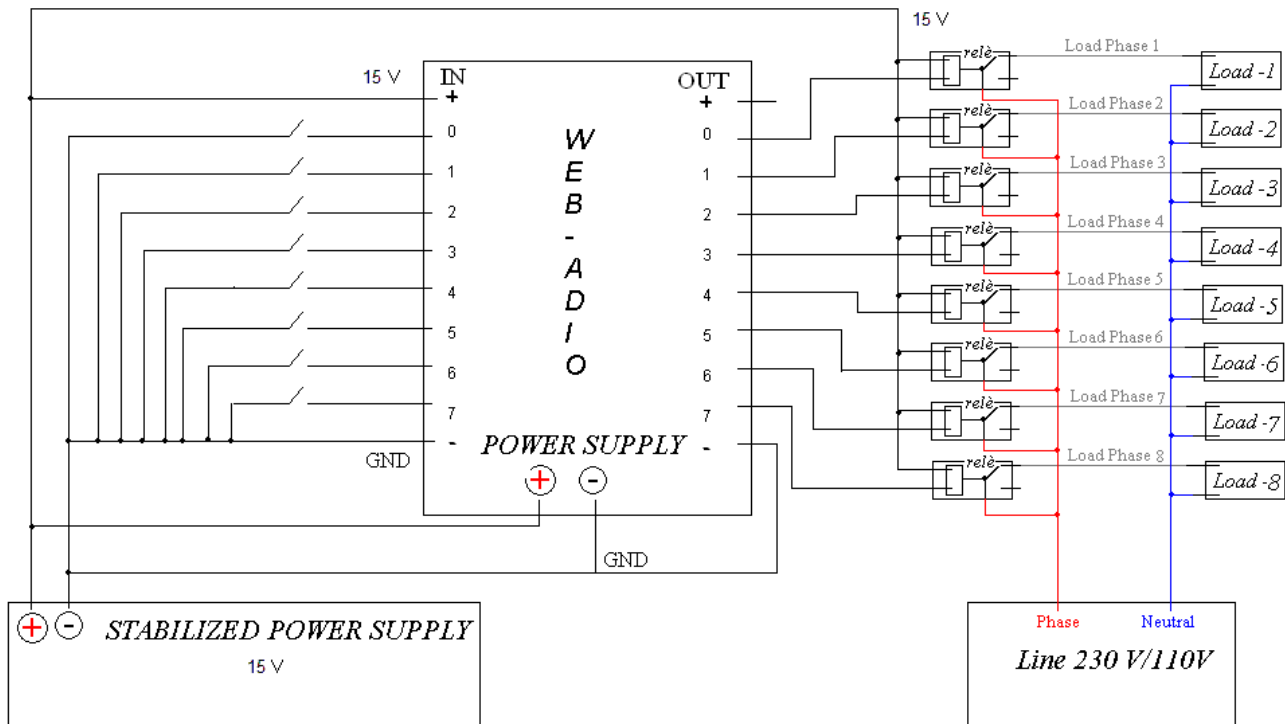 15 V
15 V
IN
OUT
+
+
0
1
2
3
4
5
6
7
-
0
1
2
3
4
5
6
7
-
WEB-ADIO
GND
POWER SUPPLY
+
-
GND
+
-
STABILIZED POWER SUPPLY
15 V
relè
Load Phase 1
Load -1
relè
Load Phase 2
Load -2
relè
Load Phase 3
Load -3
relè
Load Phase 4
Load -4
relè
Load Phase 5
Load -5
relè
Load Phase 6
Load -6
relè
Load Phase 7
Load -7
relè
Load Phase 8
Load -8
Phase
Neutral
Line 230 V/110V